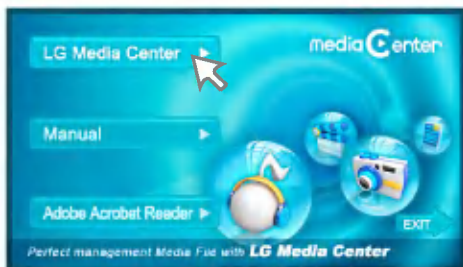 LG Media Center
media Center
Manual
Adobe Acrobat Reader
EXIT
Perfect management Media File with LG Media Center